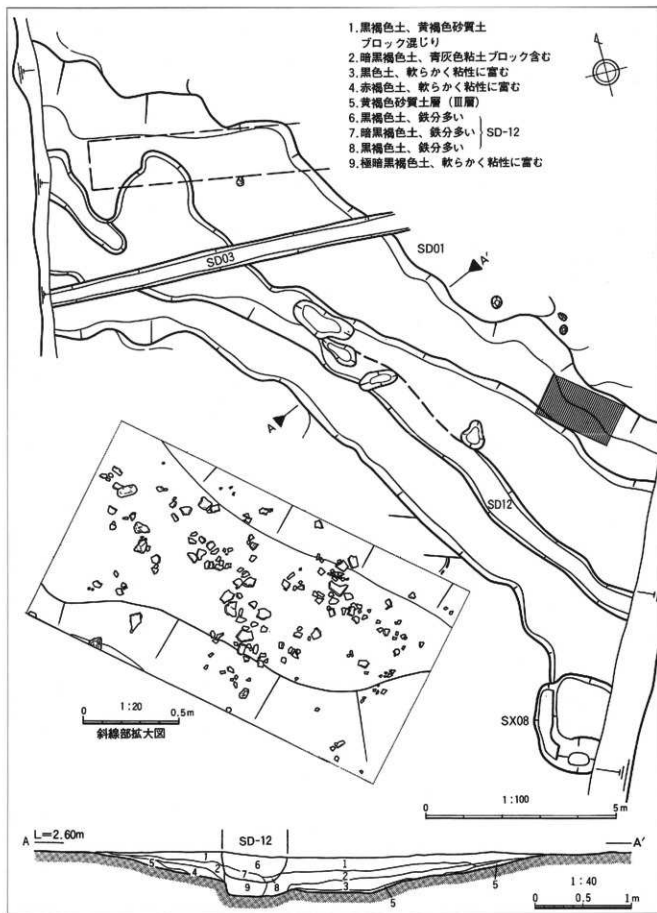 1.黒褐色土、黄褐色砂質土
ブロック混じり
2.暗黒褐色土、青灰色粘土ブロック含む
3.黒色土、軟らかく粘性に富む
4.赤褐色土、軟らかく粘性に富む
5.黄褐色砂質土層（Ⅲ層）
6.黒褐色土、鉄分多い
7.暗黒褐色土、鉄分多い
SD-12
8.黒褐色土、鉄分多い
9.極暗黒褐色土、軟らかく粘性に富む
SD01
SD03
A'
A
SD12
SX08
0 1:20 0.5m
斜線部拡大図
0 1:100 5m
SD-12
A L=2.60m A'
1 6 1
5 2 7 2
4 9 8 3 5
5
1:40
0 0.5 1m